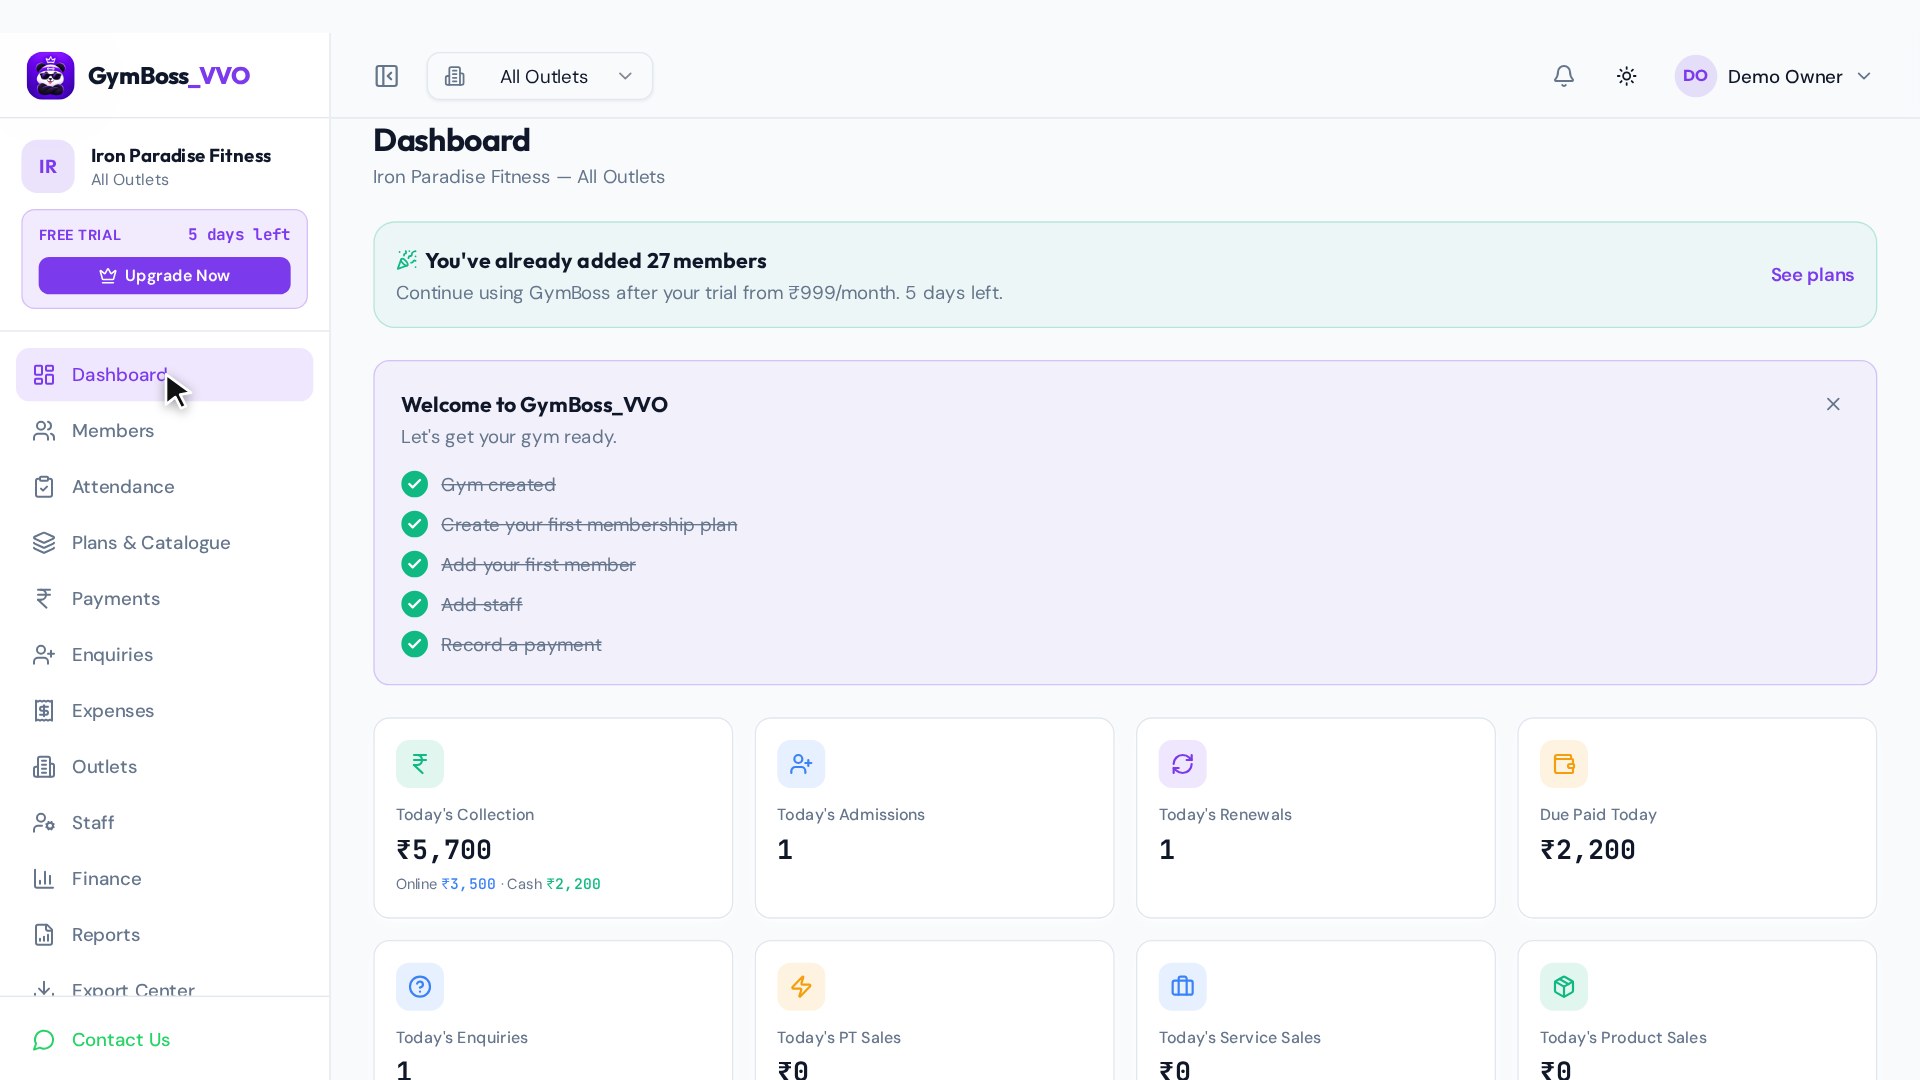 GymBoss_VVO
All Outlets
DO
Demo Owner
IR
Iron Paradise Fitness
All Outlets
FREE TRIAL
5 days left
Upgrade Now
Dashboard
Members
Attendance
Plans & Catalogue
Payments
Enquiries
Expenses
Outlets
Staff
Finance
Reports
Export Center
Contact Us
Dashboard
Iron Paradise Fitness — All Outlets
You've already added 27 members
Continue using GymBoss after your trial from ₹999/month. 5 days left.
See plans
Welcome to GymBoss_VVO
Let's get your gym ready.
Gym created
Create your first membership plan
Add your first member
Add staff
Record a payment
Today's Collection
₹5,700
Online ₹3,500 · Cash ₹2,200
Today's Admissions
1
Today's Renewals
1
Due Paid Today
₹2,200
Today's Enquiries
1
Today's PT Sales
₹0
Today's Service Sales
₹0
Today's Product Sales
₹0